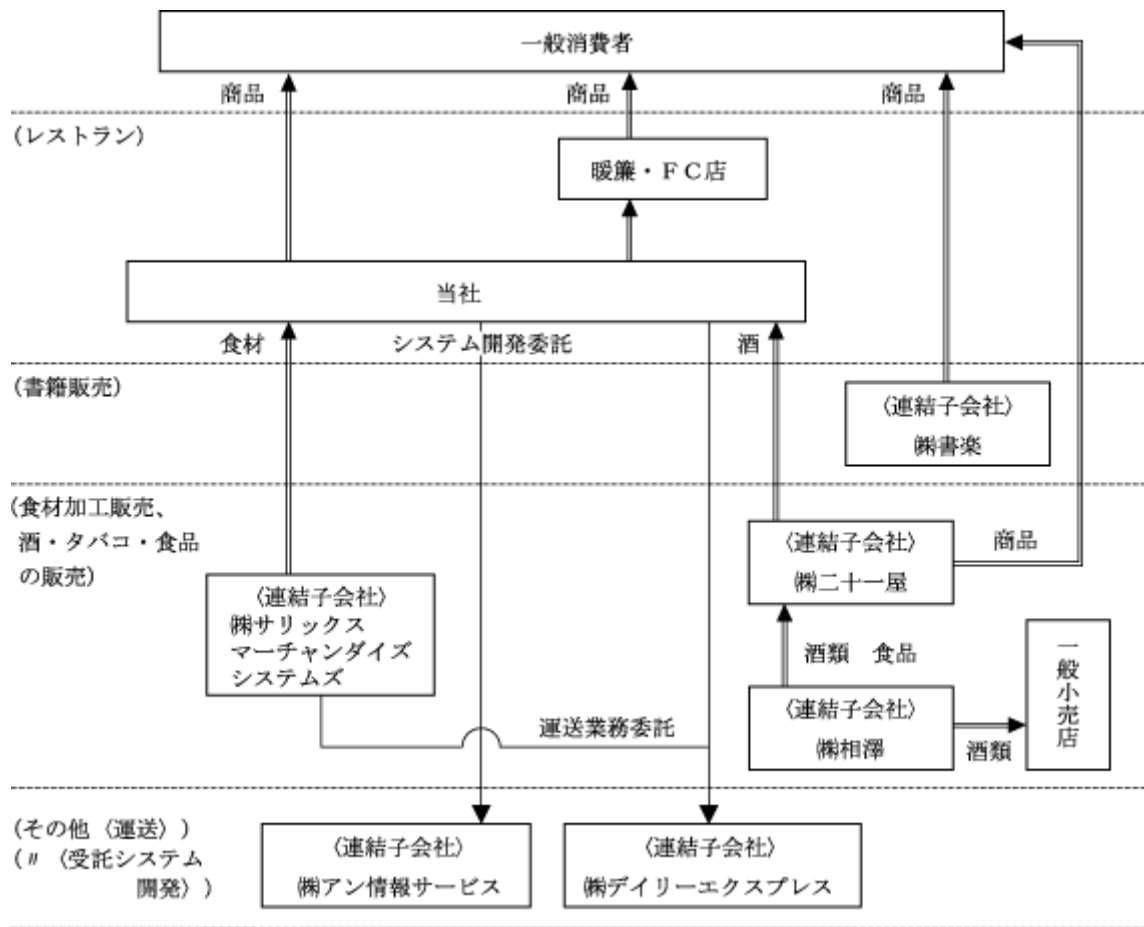 一般消費者
商品
商品
商品
(レストラン)
暖簾・ＦＣ店
当社
食材
システム開発委託
酒
(書籍販売)
〈連結子会社〉
㈱書楽
(食材加工販売、
酒・タバコ・食品
の販売)
〈連結子会社〉
㈱二十一屋
商品
〈連結子会社〉
㈱サリックス
マーチャンダイズ
システムズ
酒類　食品
一般小売店
〈連結子会社〉
㈱相澤
酒類
運送業務委託
(その他〈運送〉)
(〃〈受託システム
開発〉)
〈連結子会社〉
㈱アン情報サービス
〈連結子会社〉
㈱デイリーエクスプレス